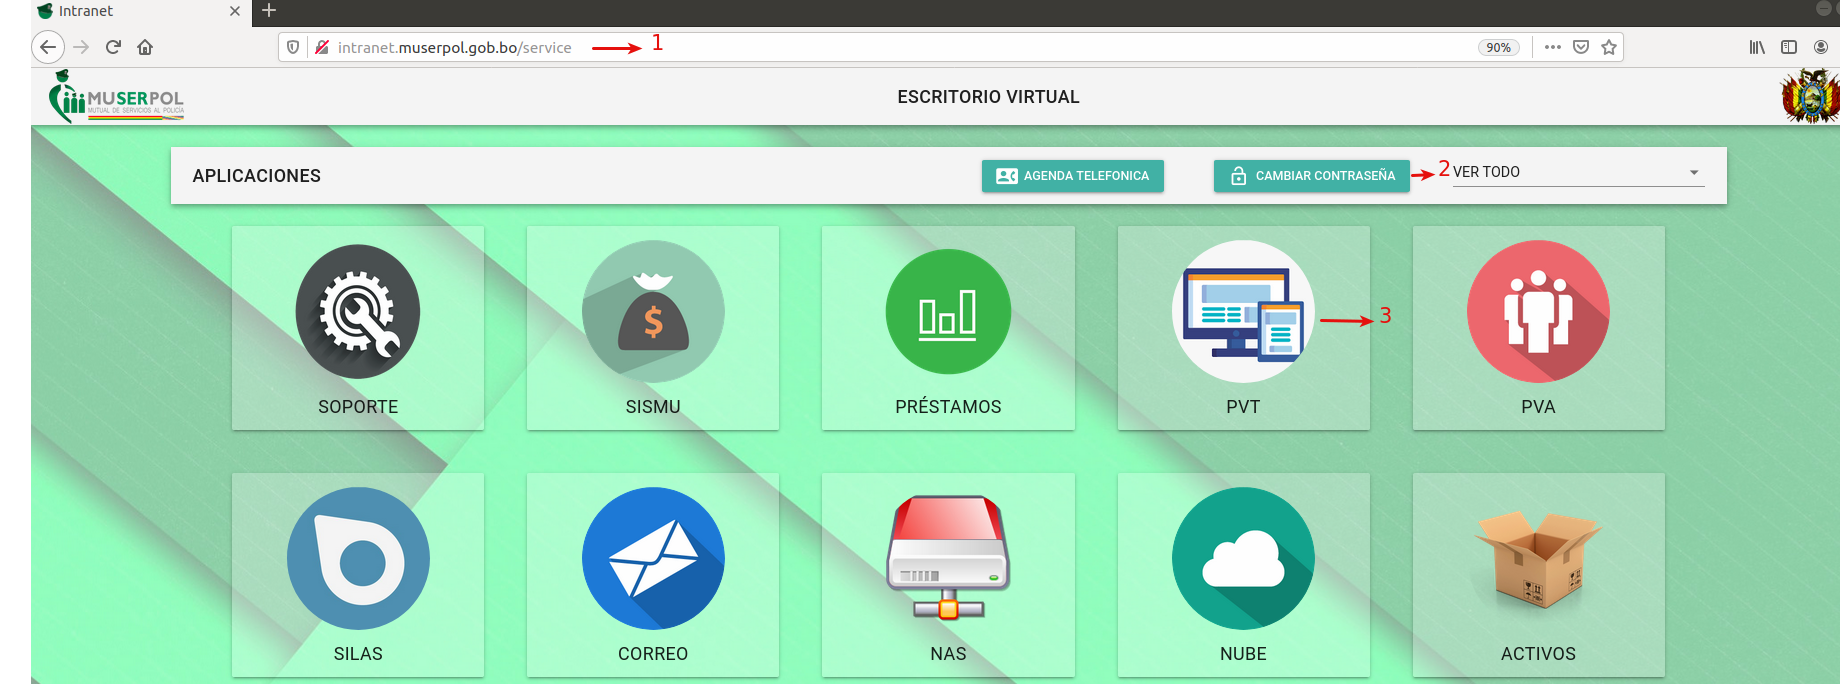 Intranet
intranet.muserpol.gob.bo/service
1
90%
MUSERPOL
MUTUAL DE SERVICIOS AL POLICÍA
ESCRITORIO VIRTUAL
APLICACIONES
AGENDA TELEFONICA
CAMBIAR CONTRASEÑA
2
VER TODO
$
3
SOPORTE
SISMU
PRÉSTAMOS
PVT
PVA
SILAS
CORREO
NAS
NUBE
ACTIVOS